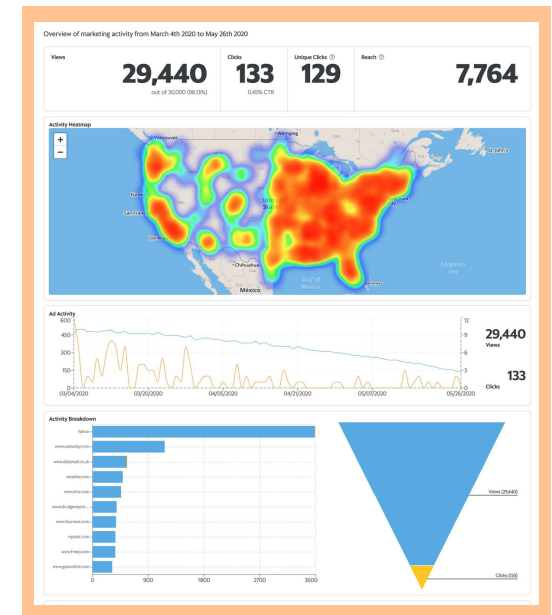 Overview of marketing activity from March 4th 2020 to May 26th 2020
Views
29,440
out of 30,000 (98.13%)
Clicks
133
0.45% CTR
Unique Clicks
129
Reach
7,764
Activity Heatmap
+
−
Vancouver
Winnipeg
St. John's
Chihuahua
México
Gulf of
Mexico
Sargasso
Sea
Ad Activity
600
450
300
150
0
12
9
6
3
0
03/04/2020
03/20/2020
04/05/2020
04/21/2020
05/07/2020
05/26/2020
29,440
Views
133
Clicks
Activity Breakdown
Yahoo
www.usatoday.com
www.dailymail.co.uk
weather.com
www.tmz.com
www.drudgereport....
www.foxnews.com
nypost.com
www.freep.com
0
900
1800
2700
3600
Views (29,440)
Clicks (133)